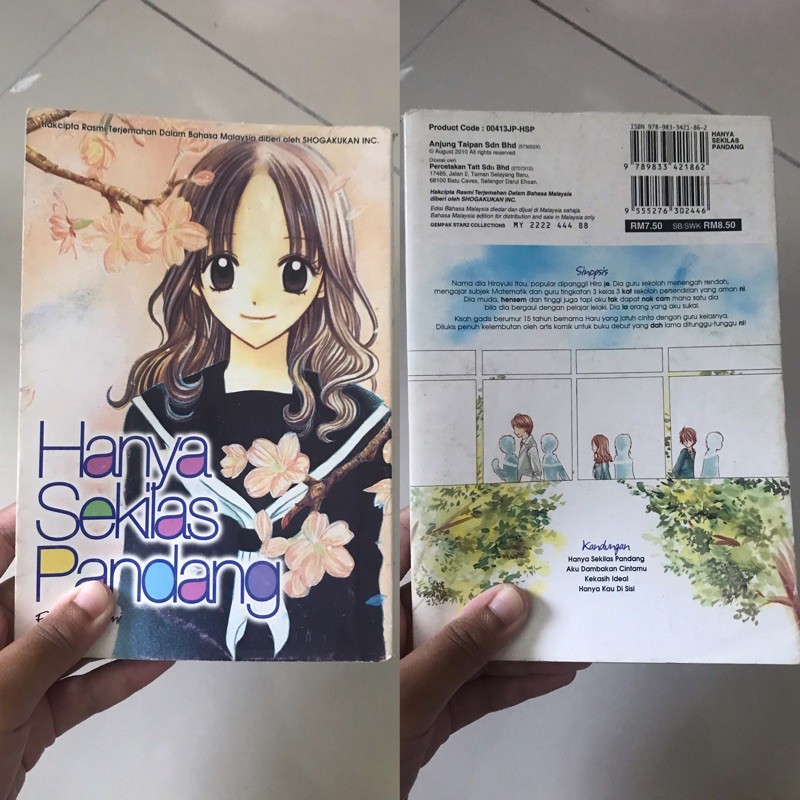 Hakcipta Rasmi Terjemahan Dalam Bahasa Malaysia diberi oleh SHOGAKUKAN INC.
Hanya
Sekilas
Pandang
Product Code : 00413JP-HSP
Anjung Taipan Sdn Bhd
© August 2010 All rights reserved
Dicetak oleh
Percetakan Tatt Sdn Bhd
17465, Jalan 2, Taman Selayang Baru,
68100 Batu Caves, Selangor Darul Ehsan.
Hakcipta Rasmi Terjemahan Dalam Bahasa Malaysia
diberi oleh SHOGAKUKAN INC.
Edisi Bahasa Malaysia diedar dan dijual di Malaysia sahaja.
Bahasa Malaysia edition for distribution and sale in Malaysia only.
GEMPAK STARZ COLLECTIONS MY 2222 444 88
ISBN 978-983-3421-86-2
9 789833 421862
HANYA
SEKILAS
PANDANG
9 555276 302446
RM7.50 SB/SWK RM8.50
Sinopsis
Nama dia Hiroyuki Itou, popular dipanggil Hiro je. Dia guru sekolah menengah rendah,
mengajar subjek Matematik dan guru tingkatan 3 kelas 3 kat sekolah persendirian yang aman ni!
Dia muda, hensem dan tinggi juga tapi aku tak dapat nak cam mana satu dia
bila dia bergaul dengan pelajar lelaki. Dia la orang yang aku sukai.
Kisah gadis berumur 15 tahun bernama Haru yang jatuh cinta dengan guru kelasnya.
Dilukis penuh kelembutan oleh artis komik untuk buku debut yang dah lama ditunggu-tunggu ni!
Kandungan
Hanya Sekilas Pandang
Aku Dambakan Cintamu
Kekasih Ideal
Hanya Kau Di Sisi